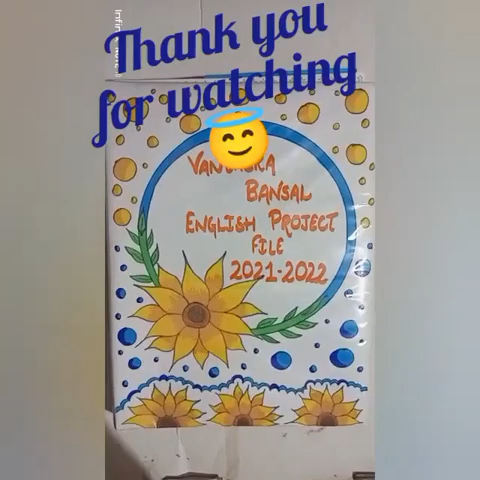 Thank you
for watching
BANSAL
ENGLISH PROJECT
FILE
2021-2022